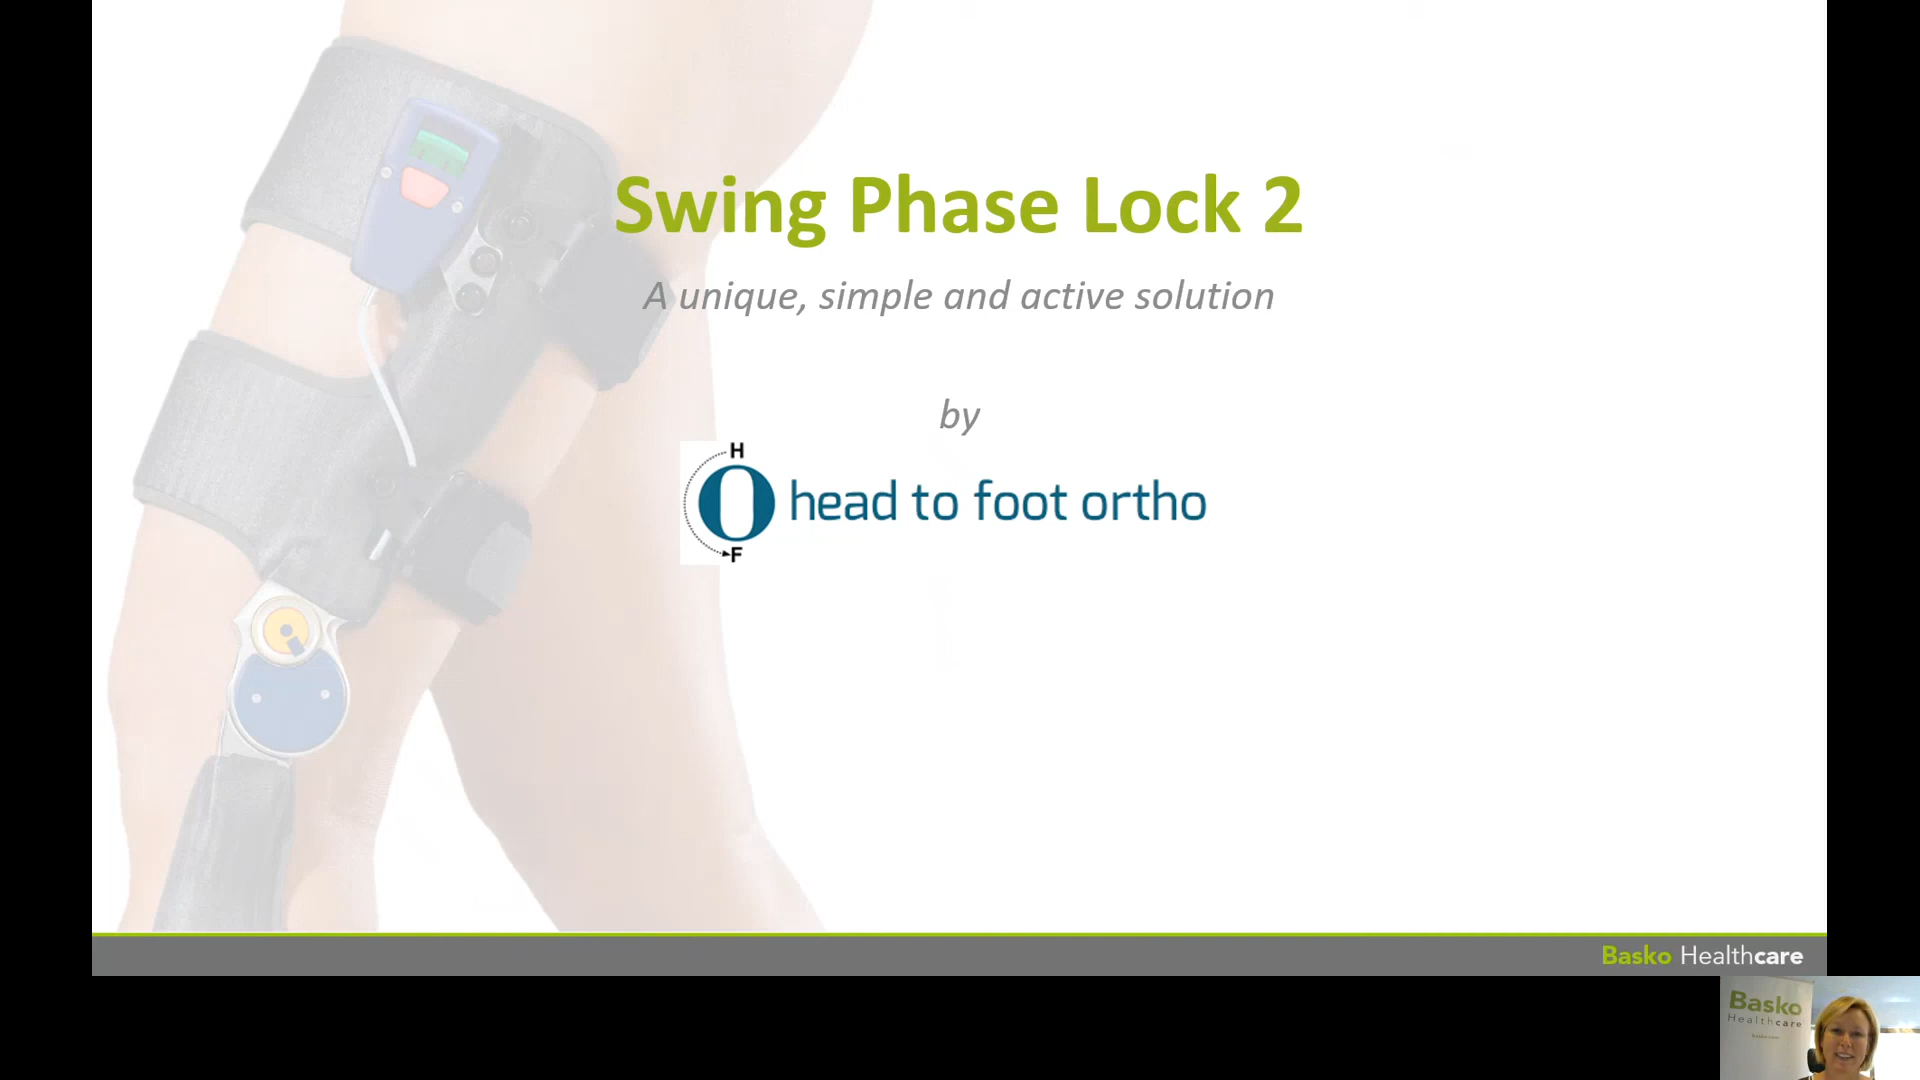 Swing Phase Lock 2
A unique, simple and active solution
by
H
head to foot ortho
F
Basko Healthcare
Basko
Healthcare